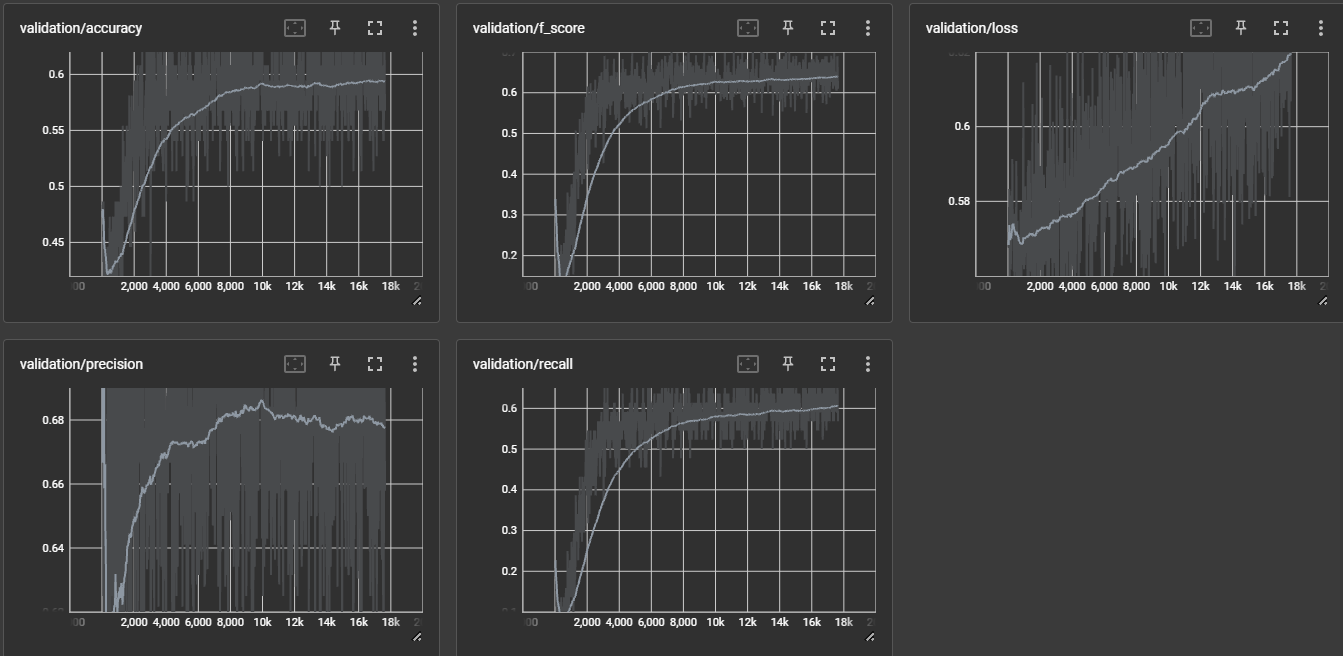 validation/accuracy
0.6
0.55
0.5
0.45
2,000 4,000 6,000 8,000 10k 12k 14k 16k 18k
validation/f_score
0.6
0.5
0.4
0.3
0.2
2,000 4,000 6,000 8,000 10k 12k 14k 16k 18k
validation/loss
0.6
0.58
2,000 4,000 6,000 8,000 10k 12k 14k 16k 18k
validation/precision
0.68
0.66
0.64
2,000 4,000 6,000 8,000 10k 12k 14k 16k 18k
validation/recall
0.6
0.5
0.4
0.3
0.2
2,000 4,000 6,000 8,000 10k 12k 14k 16k 18k